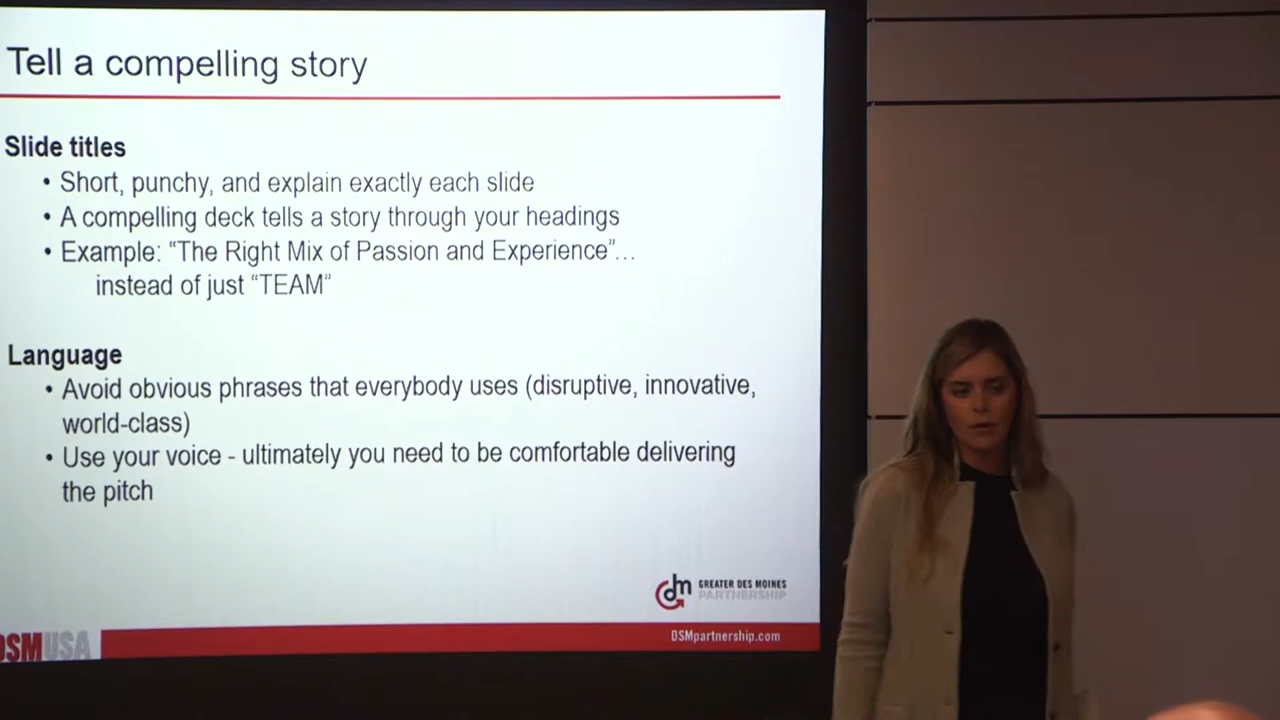 Tell a compelling story
Slide titles
• Short, punchy, and explain exactly each slide
• A compelling deck tells a story through your headings
• Example: “The Right Mix of Passion and Experience”…
instead of just “TEAM”
Language
• Avoid obvious phrases that everybody uses (disruptive, innovative,
world-class)
• Use your voice - ultimately you need to be comfortable delivering
the pitch
dm GREATER DES MOINES
PARTNERSHIP
DSMUSA
DSMpartnership.com